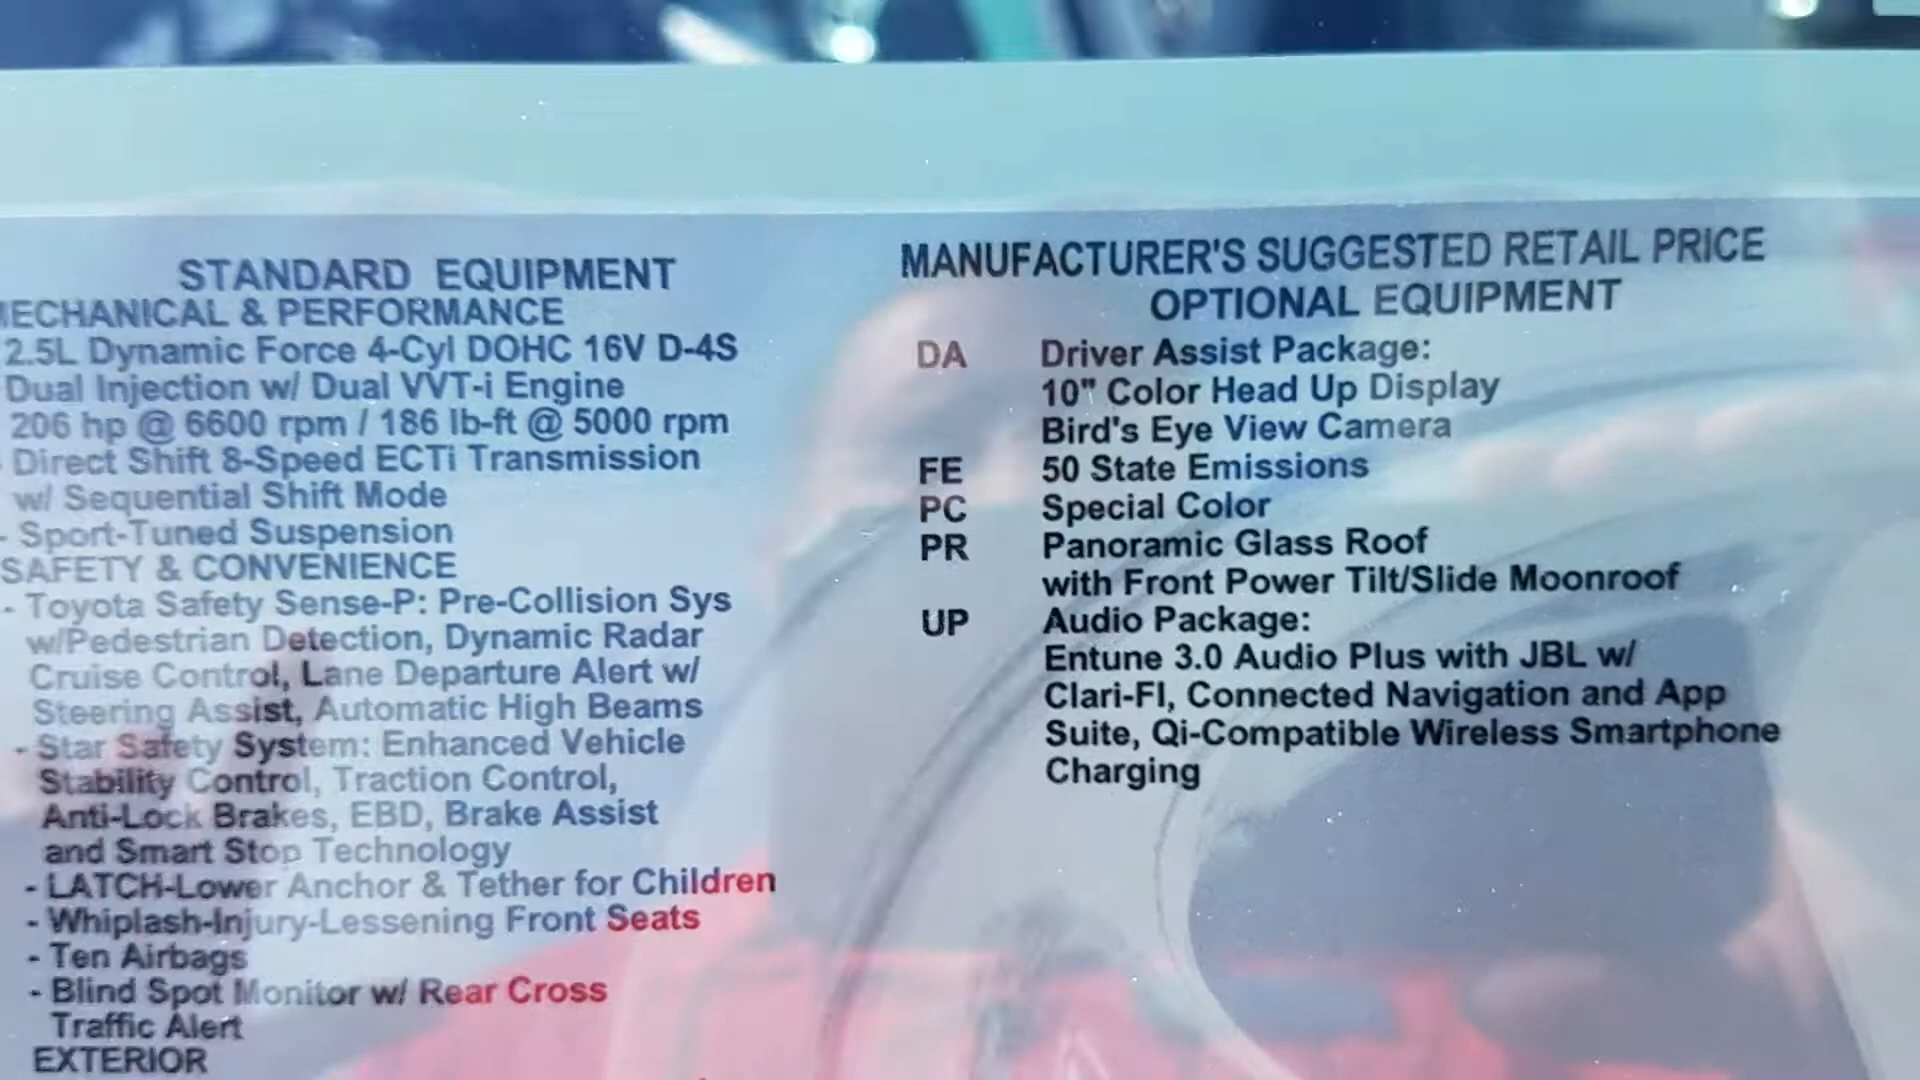 STANDARD EQUIPMENT
MECHANICAL & PERFORMANCE
2.5L Dynamic Force 4-Cyl DOHC 16V D-4S
Dual Injection w/ Dual VVT-i Engine
206 hp @ 6600 rpm / 186 lb-ft @ 5000 rpm
- Direct Shift 8-Speed ECTi Transmission
w/ Sequential Shift Mode
- Sport-Tuned Suspension
SAFETY & CONVENIENCE
- Toyota Safety Sense-P: Pre-Collision Sys
w/Pedestrian Detection, Dynamic Radar
Cruise Control, Lane Departure Alert w/
Steering Assist, Automatic High Beams
- Star Safety System: Enhanced Vehicle
Stability Control, Traction Control,
Anti-Lock Brakes, EBD, Brake Assist
and Smart Stop Technology
- LATCH-Lower Anchor & Tether for Children
- Whiplash-Injury-Lessening Front Seats
- Ten Airbags
- Blind Spot Monitor w/ Rear Cross
Traffic Alert
EXTERIOR
MANUFACTURER'S SUGGESTED RETAIL PRICE
OPTIONAL EQUIPMENT
DA Driver Assist Package:
10" Color Head Up Display
Bird's Eye View Camera
FE 50 State Emissions
PC Special Color
PR Panoramic Glass Roof
with Front Power Tilt/Slide Moonroof
UP Audio Package:
Entune 3.0 Audio Plus with JBL w/
Clari-FI, Connected Navigation and App
Suite, Qi-Compatible Wireless Smartphone
Charging